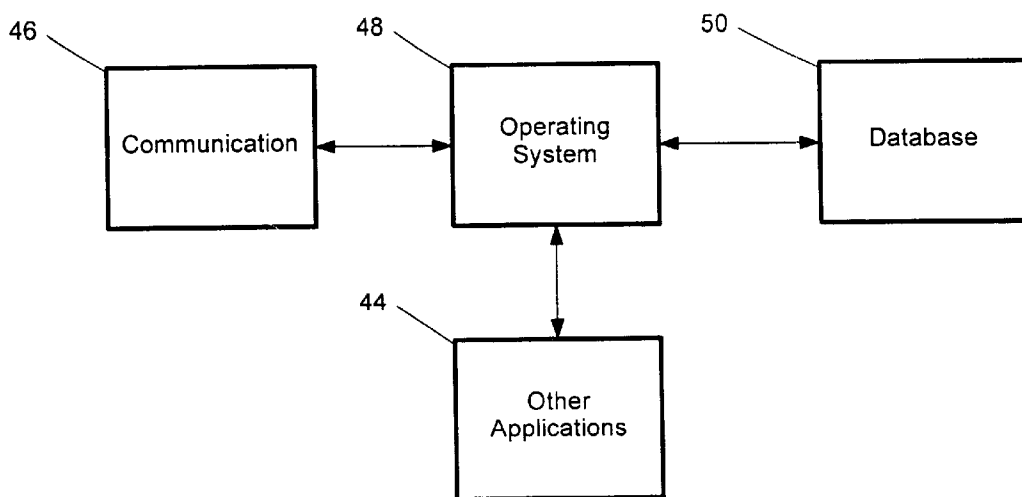 46
48
50
Communication
Operating
System
Database
44
Other
Applications